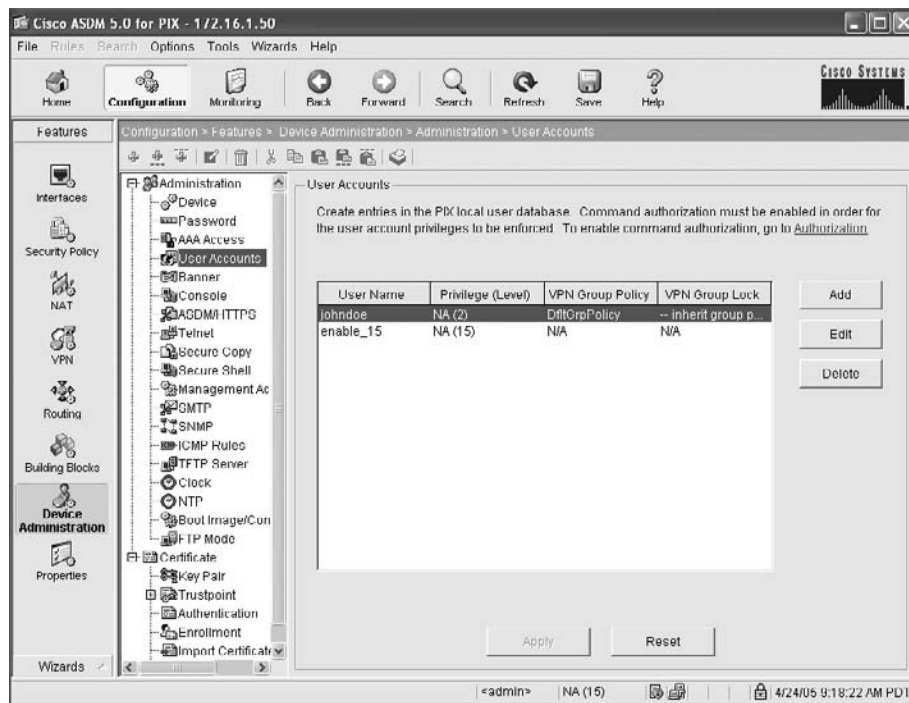 Cisco ASDM 5.0 for PIX - 172.16.1.50
File Rules Search Options Tools Wizards Help
Home Configuration Monitoring Back Forward Search Refresh Save Help
CISCO SYSTEMS
Features
Configuration > Features > Device Administration > Administration > User Accounts
Interfaces
Security Policy
NAT
VPN
Routing
Building Blocks
Device Administration
Properties
Wizards
Administration
Device
Password
AAA Access
User Accounts
Banner
Console
ASDM/HTTPS
Telnet
Secure Copy
Secure Shell
Management Ac
SMTP
SNMP
ICMP Rules
TFTP Server
Clock
NTP
Boot Image/Con
FTP Mode
Certificate
Key Pair
Trustpoint
Authentication
Enrollment
Import Certificate
User Accounts
Create entries in the PIX local user database. Command authorization must be enabled in order for
the user account privileges to be enforced. To enable command authorization, go to Authorization.
User Name Privilege (Level) VPN Group Policy VPN Group Lock
johndoe NA (2) DfltGrpPolicy -- inherit group p...
enable_15 NA (15) N/A N/A
Add
Edit
Delete
Apply Reset
<admin> NA (15) 4/24/05 9:18:22 AM PDT